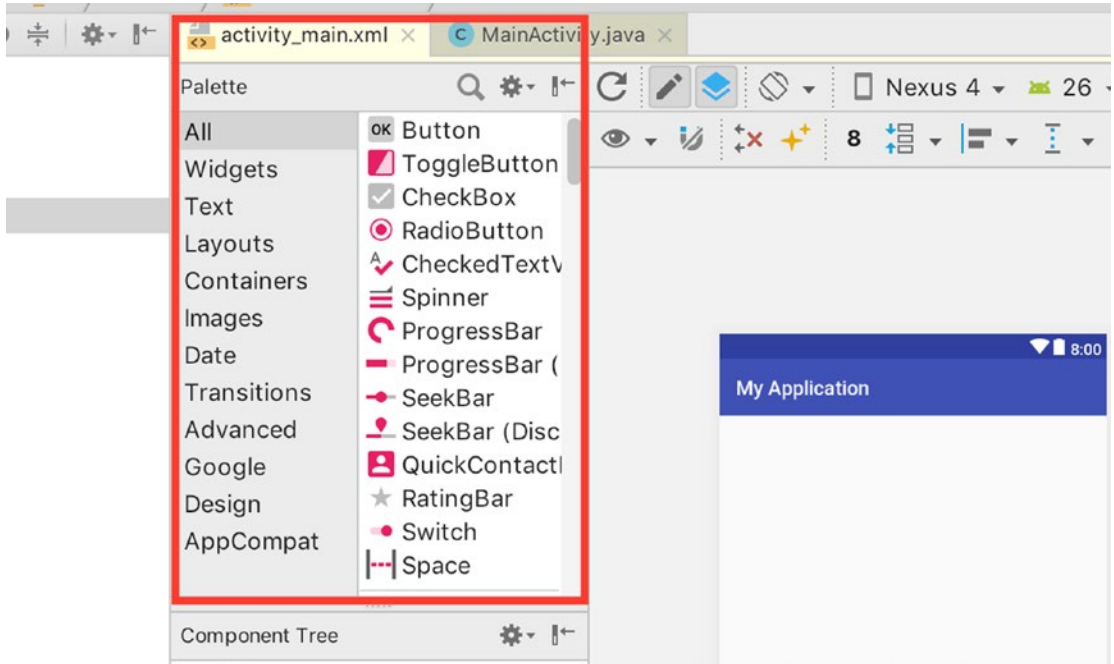 activity_main.xml
MainActivity.java
Palette
Nexus 4
26
8
All
Widgets
Text
Layouts
Containers
Images
Date
Transitions
Advanced
Google
Design
AppCompat
OK Button
ToggleButton
CheckBox
RadioButton
CheckedTextV
Spinner
ProgressBar
ProgressBar (
SeekBar
SeekBar (Disc
QuickContact
RatingBar
Switch
Space
8:00
My Application
Component Tree